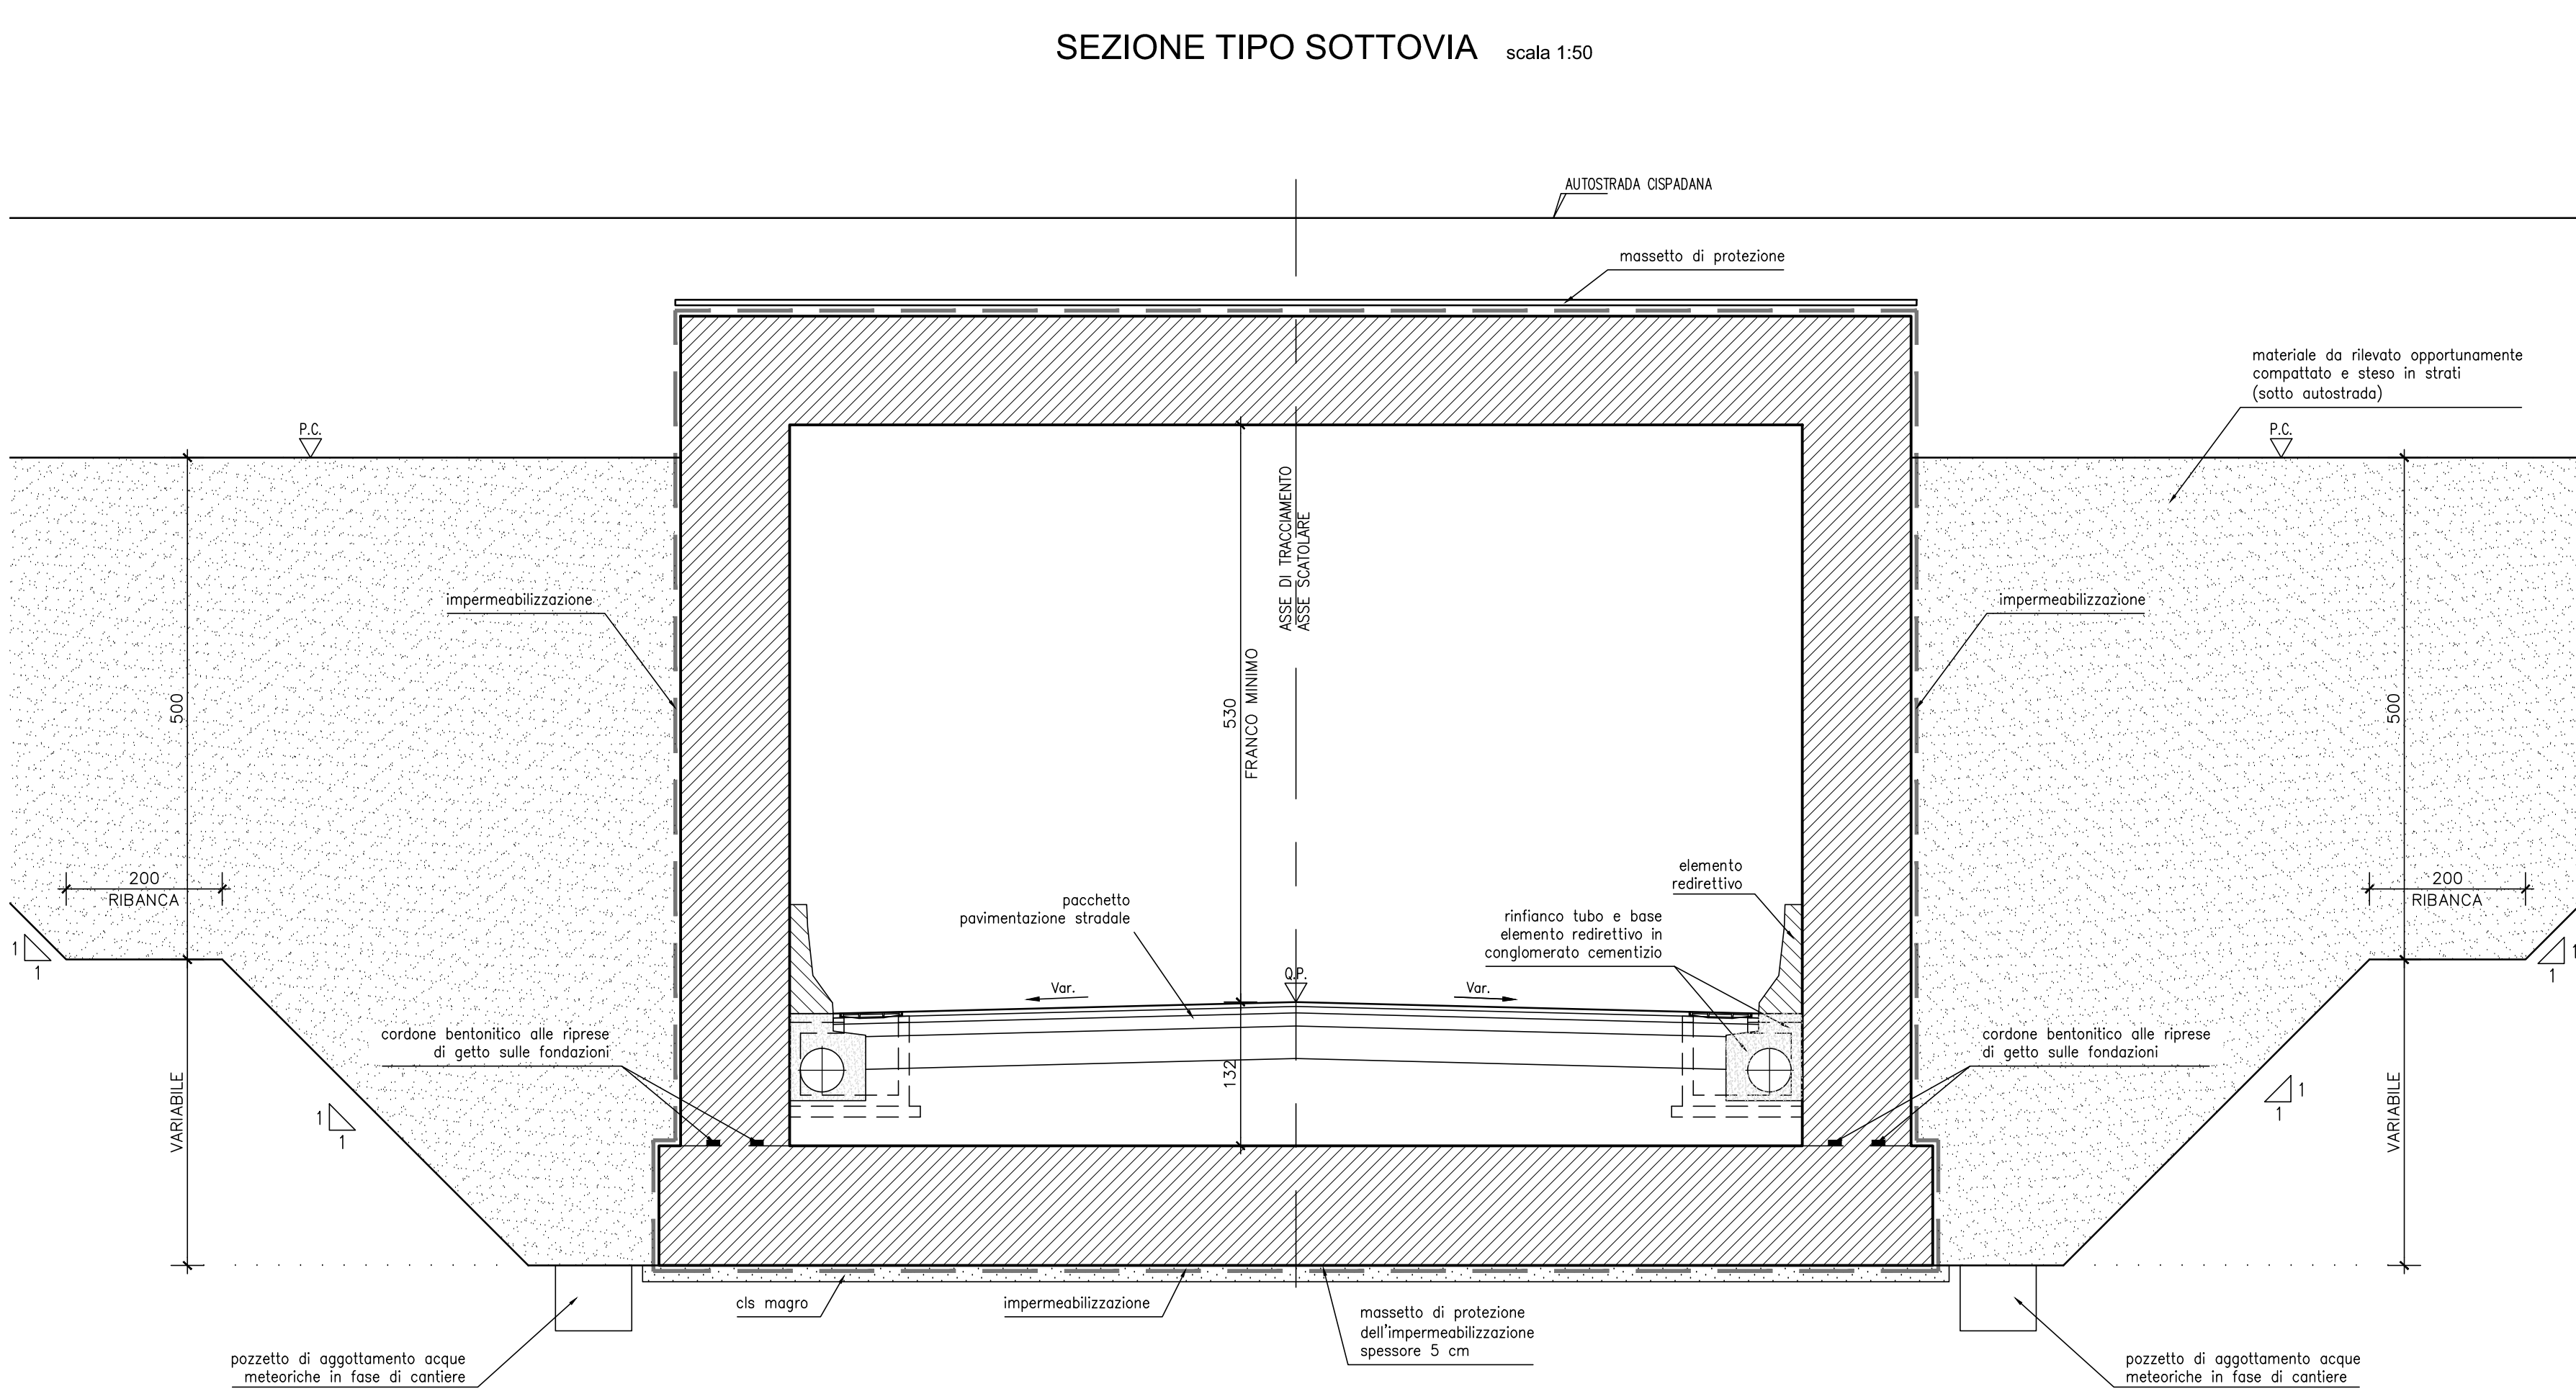 SEZIONE TIPO SOTTOVIA scala 1:50
AUTOSTRADA CISPADANA
massetto di protezione
materiale da rilevato opportunamente
compattato e steso in strati
(sotto autostrada)
P.C.
P.C.
ASSE DI TRACCIAMENTO
ASSE SCATOLARE
impermeabilizzazione
impermeabilizzazione
500
530
FRANCO MINIMO
500
200
RIBANCA
200
RIBANCA
elemento
redirettivo
pacchetto
pavimentazione stradale
rinfianco tubo e base
elemento redirettivo in
conglomerato cementizio
1
1
1
1
Q.P.
Var.
Var.
cordone bentonitico alle riprese
di getto sulle fondazioni
cordone bentonitico alle riprese
di getto sulle fondazioni
132
VARIABILE
VARIABILE
1
1
1
1
cls magro
impermeabilizzazione
massetto di protezione
dell'impermeabilizzazione
spessore 5 cm
pozzetto di aggottamento acque
meteoriche in fase di cantiere
pozzetto di aggottamento acque
meteoriche in fase di cantiere